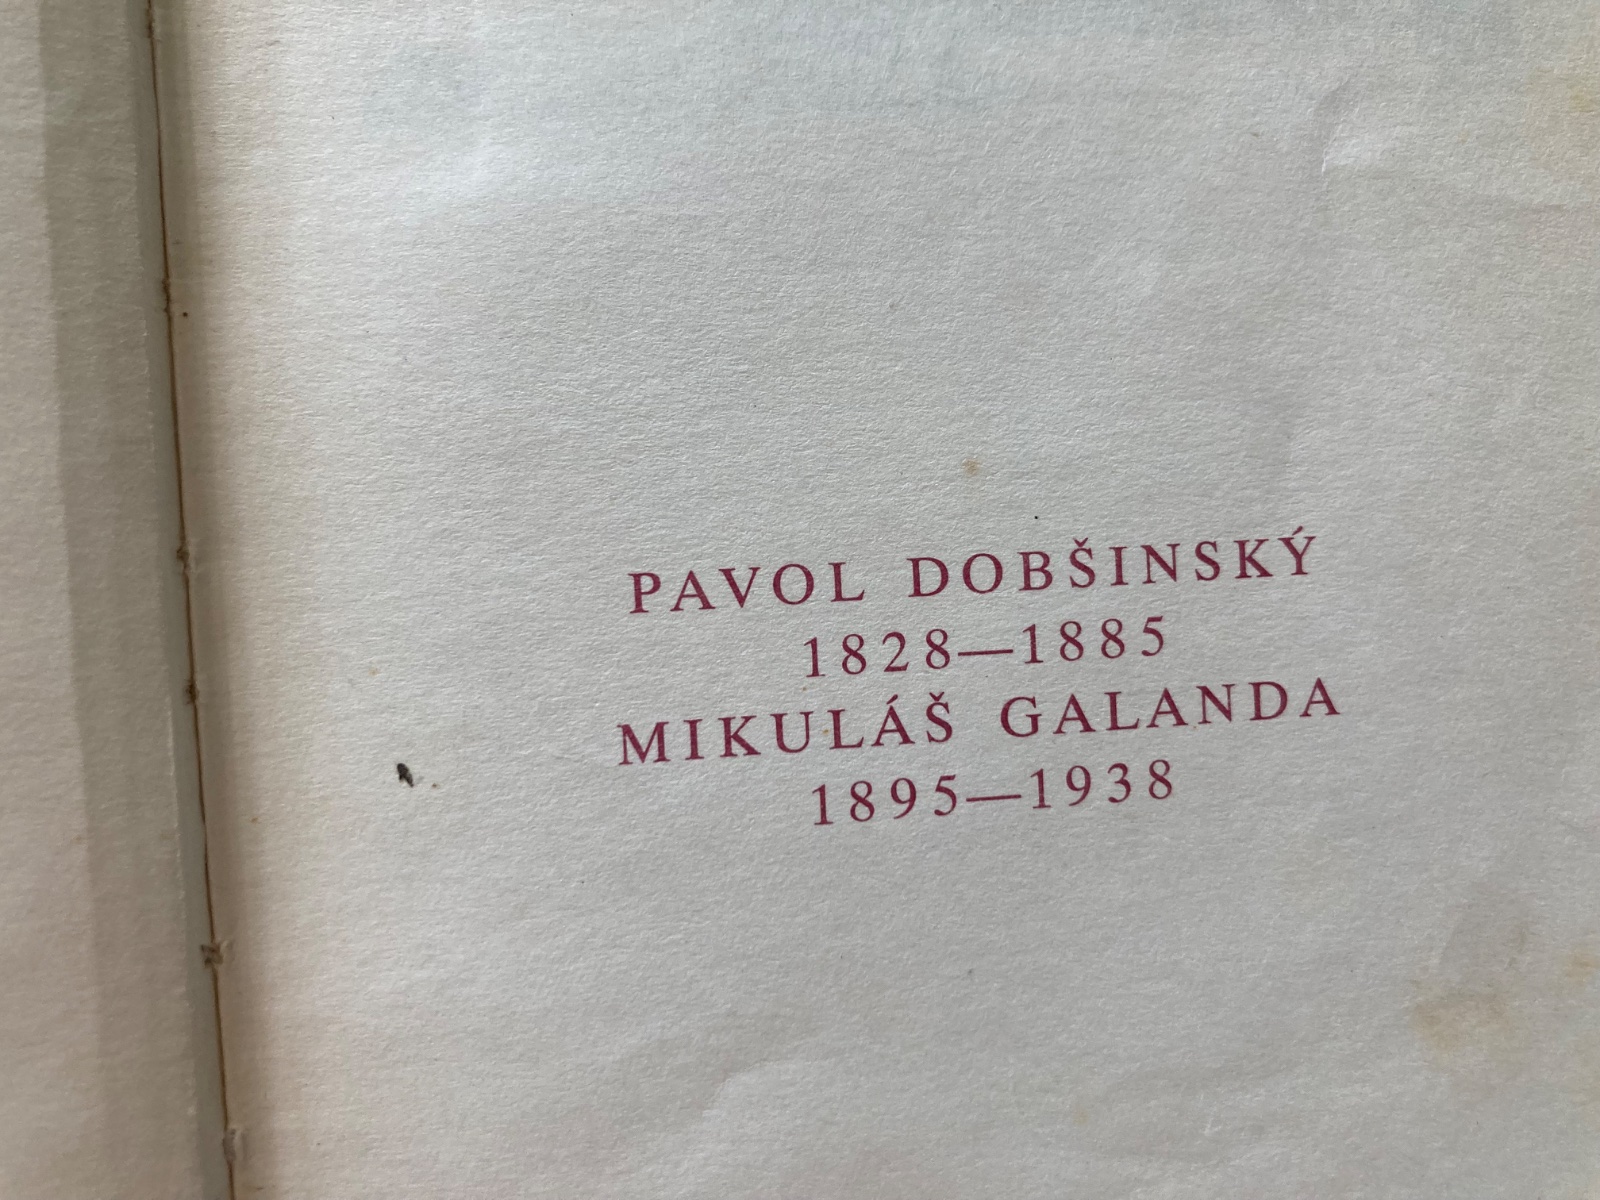 PAVOL DOBŠINSKÝ
1828—1885
MIKULÁŠ GALANDA
1895—1938